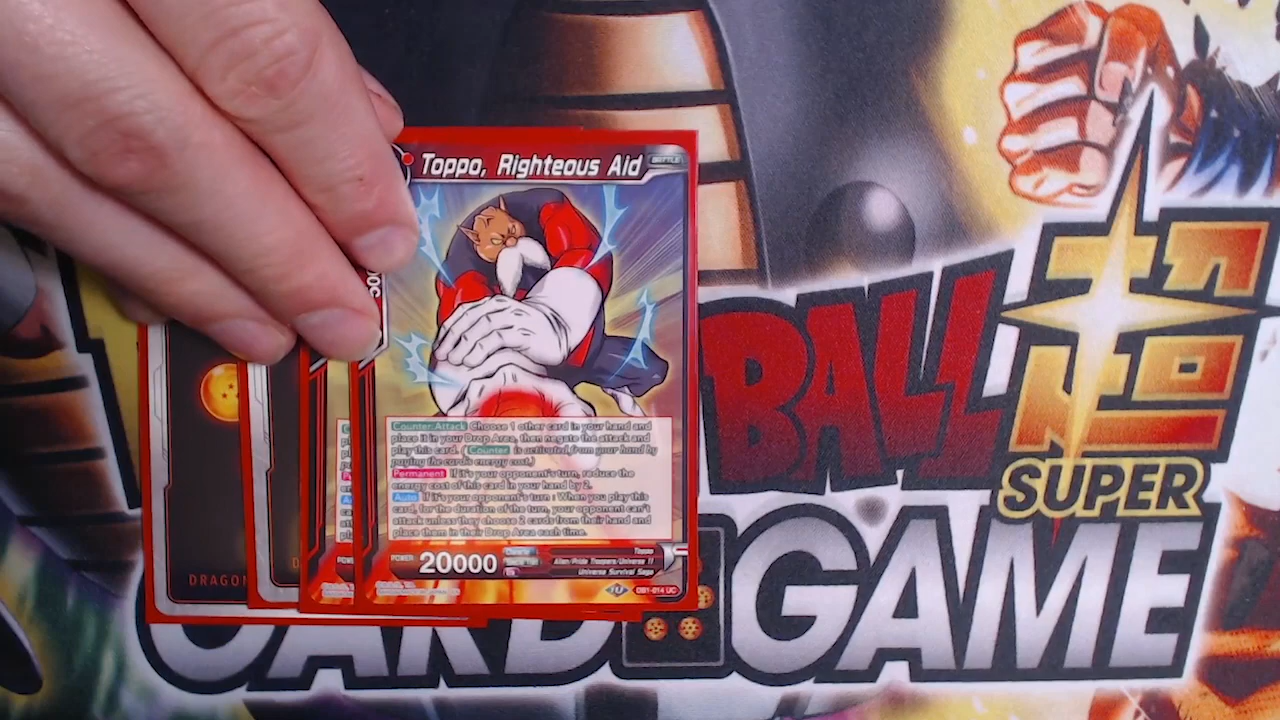 Toppo, Righteous Aid
BATTLE
Counter:Attack Choose 1 other card in your hand and
place it in your Drop Area, then negate the attack and
play this card. (Counter is activated from your hand by
paying the card's energy cost.)
Permanent If it's your opponent's turn, reduce the
energy cost of this card in your hand by 2.
Auto If it's your opponent's turn : When you play this
card, for the duration of the turn, your opponent can't
attack unless they choose 2 cards from their hand and
place them in their Drop Area each time.
POWER
20000
Character
Special Trait
Era
Toppo
Alien/Pride Troopers/Universe 11
Universe Survival Saga
DB1-014 UC
DRAGON
D
BALL
SUPER
CARD GAME